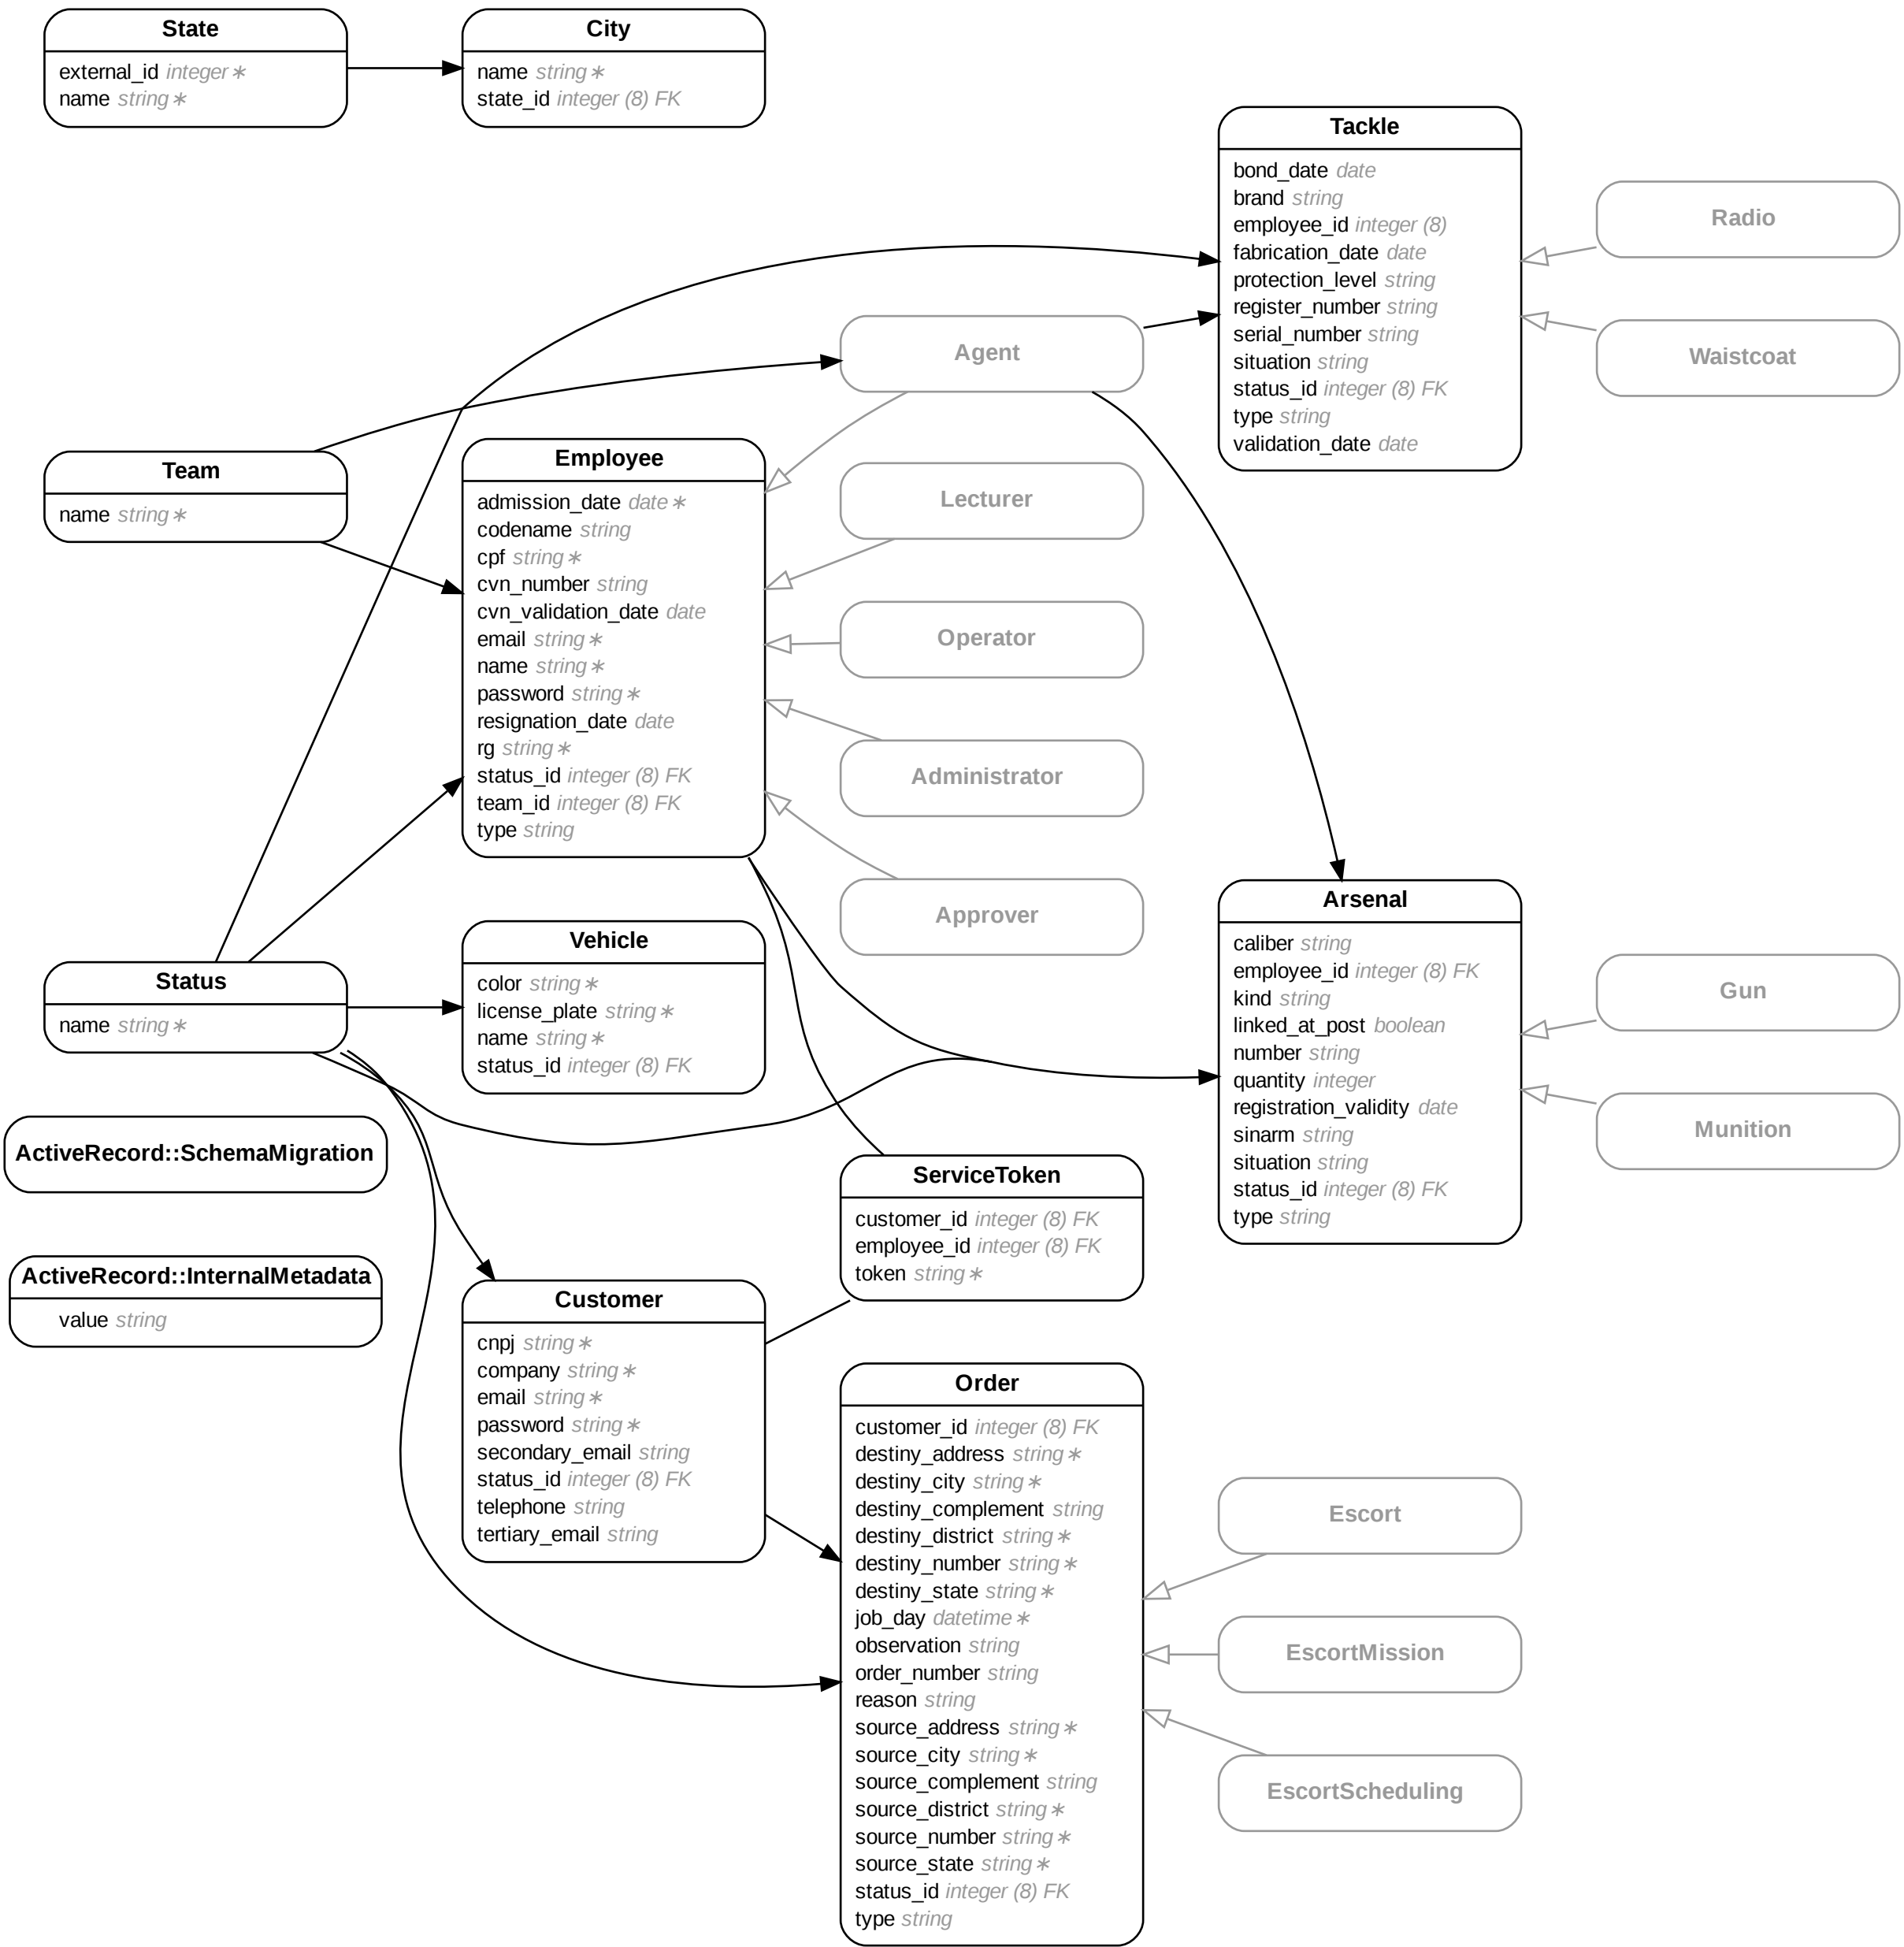 State
external_id integer∗
name string∗
City
name string∗
state_id integer (8) FK
Tackle
bond_date date
brand string
employee_id integer (8)
fabrication_date date
protection_level string
register_number string
serial_number string
situation string
status_id integer (8) FK
type string
validation_date date
Radio
Waistcoat
Agent
Team
name string∗
Employee
admission_date date∗
codename string
cpf string∗
cvn_number string
cvn_validation_date date
email string∗
name string∗
password string∗
resignation_date date
rg string∗
status_id integer (8) FK
team_id integer (8) FK
type string
Lecturer
Operator
Administrator
Approver
Status
name string∗
Vehicle
color string∗
license_plate string∗
name string∗
status_id integer (8) FK
Arsenal
caliber string
employee_id integer (8) FK
kind string
linked_at_post boolean
number string
quantity integer
registration_validity date
sinarm string
situation string
status_id integer (8) FK
type string
Gun
Munition
ActiveRecord::SchemaMigration
ActiveRecord::InternalMetadata
value string
ServiceToken
customer_id integer (8) FK
employee_id integer (8) FK
token string∗
Customer
cnpj string∗
company string∗
email string∗
password string∗
secondary_email string
status_id integer (8) FK
telephone string
tertiary_email string
Order
customer_id integer (8) FK
destiny_address string∗
destiny_city string∗
destiny_complement string
destiny_district string∗
destiny_number string∗
destiny_state string∗
job_day datetime∗
observation string
order_number string
reason string
source_address string∗
source_city string∗
source_complement string
source_district string∗
source_number string∗
source_state string∗
status_id integer (8) FK
type string
Escort
EscortMission
EscortScheduling